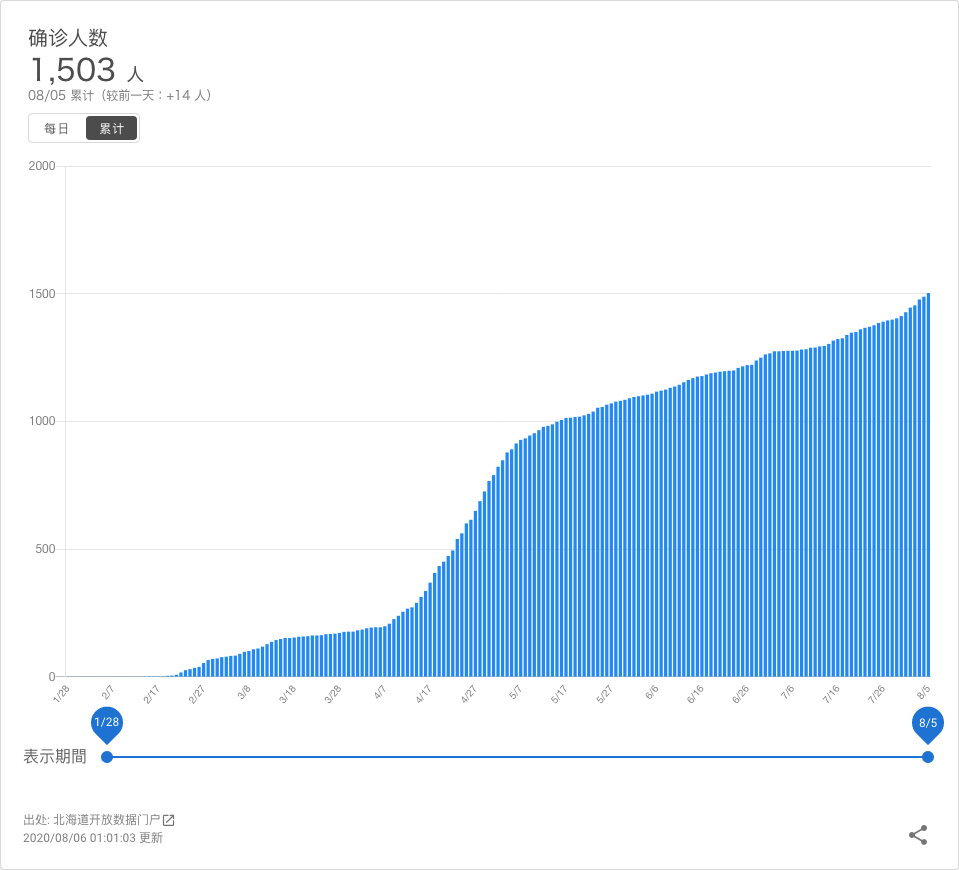 确诊人数
1,503 人
08/05 累计（较前一天：+14 人）
每日 累计
2000
1500
1000
500
0
1/28 2/7 2/17 2/27 3/8 3/18 3/28 4/7 4/17 4/27 5/7 5/17 5/27 6/6 6/16 6/26 7/6 7/16 7/26 8/5
1/28 8/5
表示期間
出处: 北海道开放数据门户
2020/08/06 01:01:03 更新